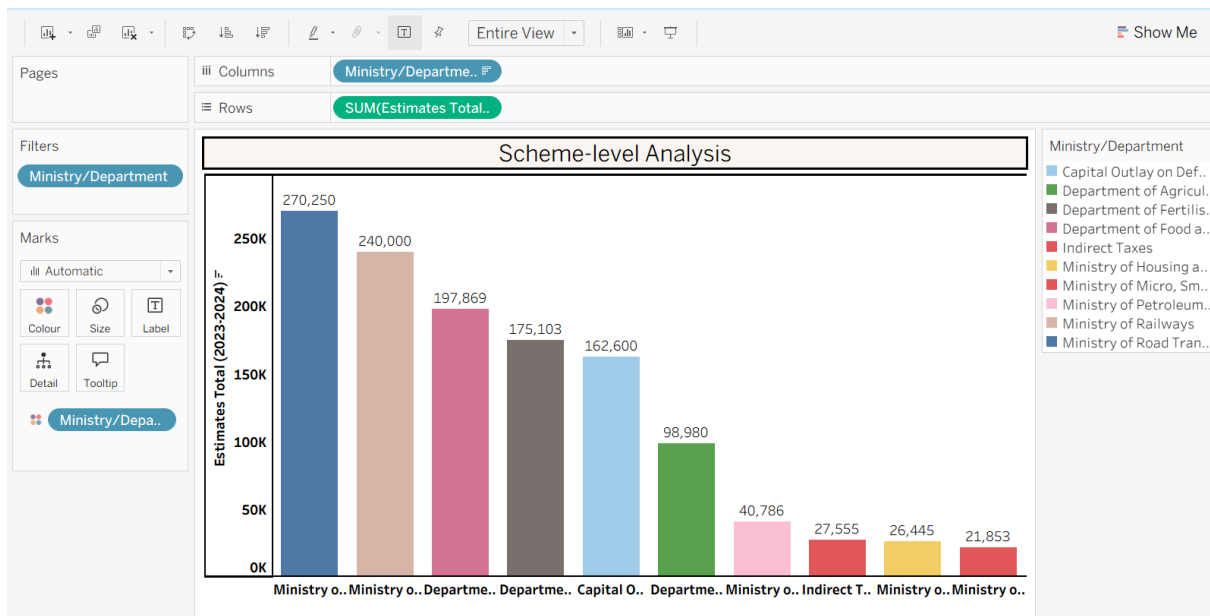 Entire View
Show Me
Pages
Columns
Ministry/Departme..
Rows
SUM(Estimates Total..
Filters
Ministry/Department
Marks
Automatic
Colour
Size
Label
Detail
Tooltip
Ministry/Depa..
Scheme-level Analysis
Estimates Total (2023-2024)
250K
200K
150K
100K
50K
0K
270,250
240,000
197,869
175,103
162,600
98,980
40,786
27,555
26,445
21,853
Ministry o.. Ministry o.. Departme.. Departme.. Capital O.. Departme.. Ministry o.. Indirect T.. Ministry o.. Ministry o..
Ministry/Department
Capital Outlay on Def..
Department of Agricul..
Department of Fertilis..
Department of Food a..
Indirect Taxes
Ministry of Housing a..
Ministry of Micro, Sm..
Ministry of Petroleum..
Ministry of Railways
Ministry of Road Tran..